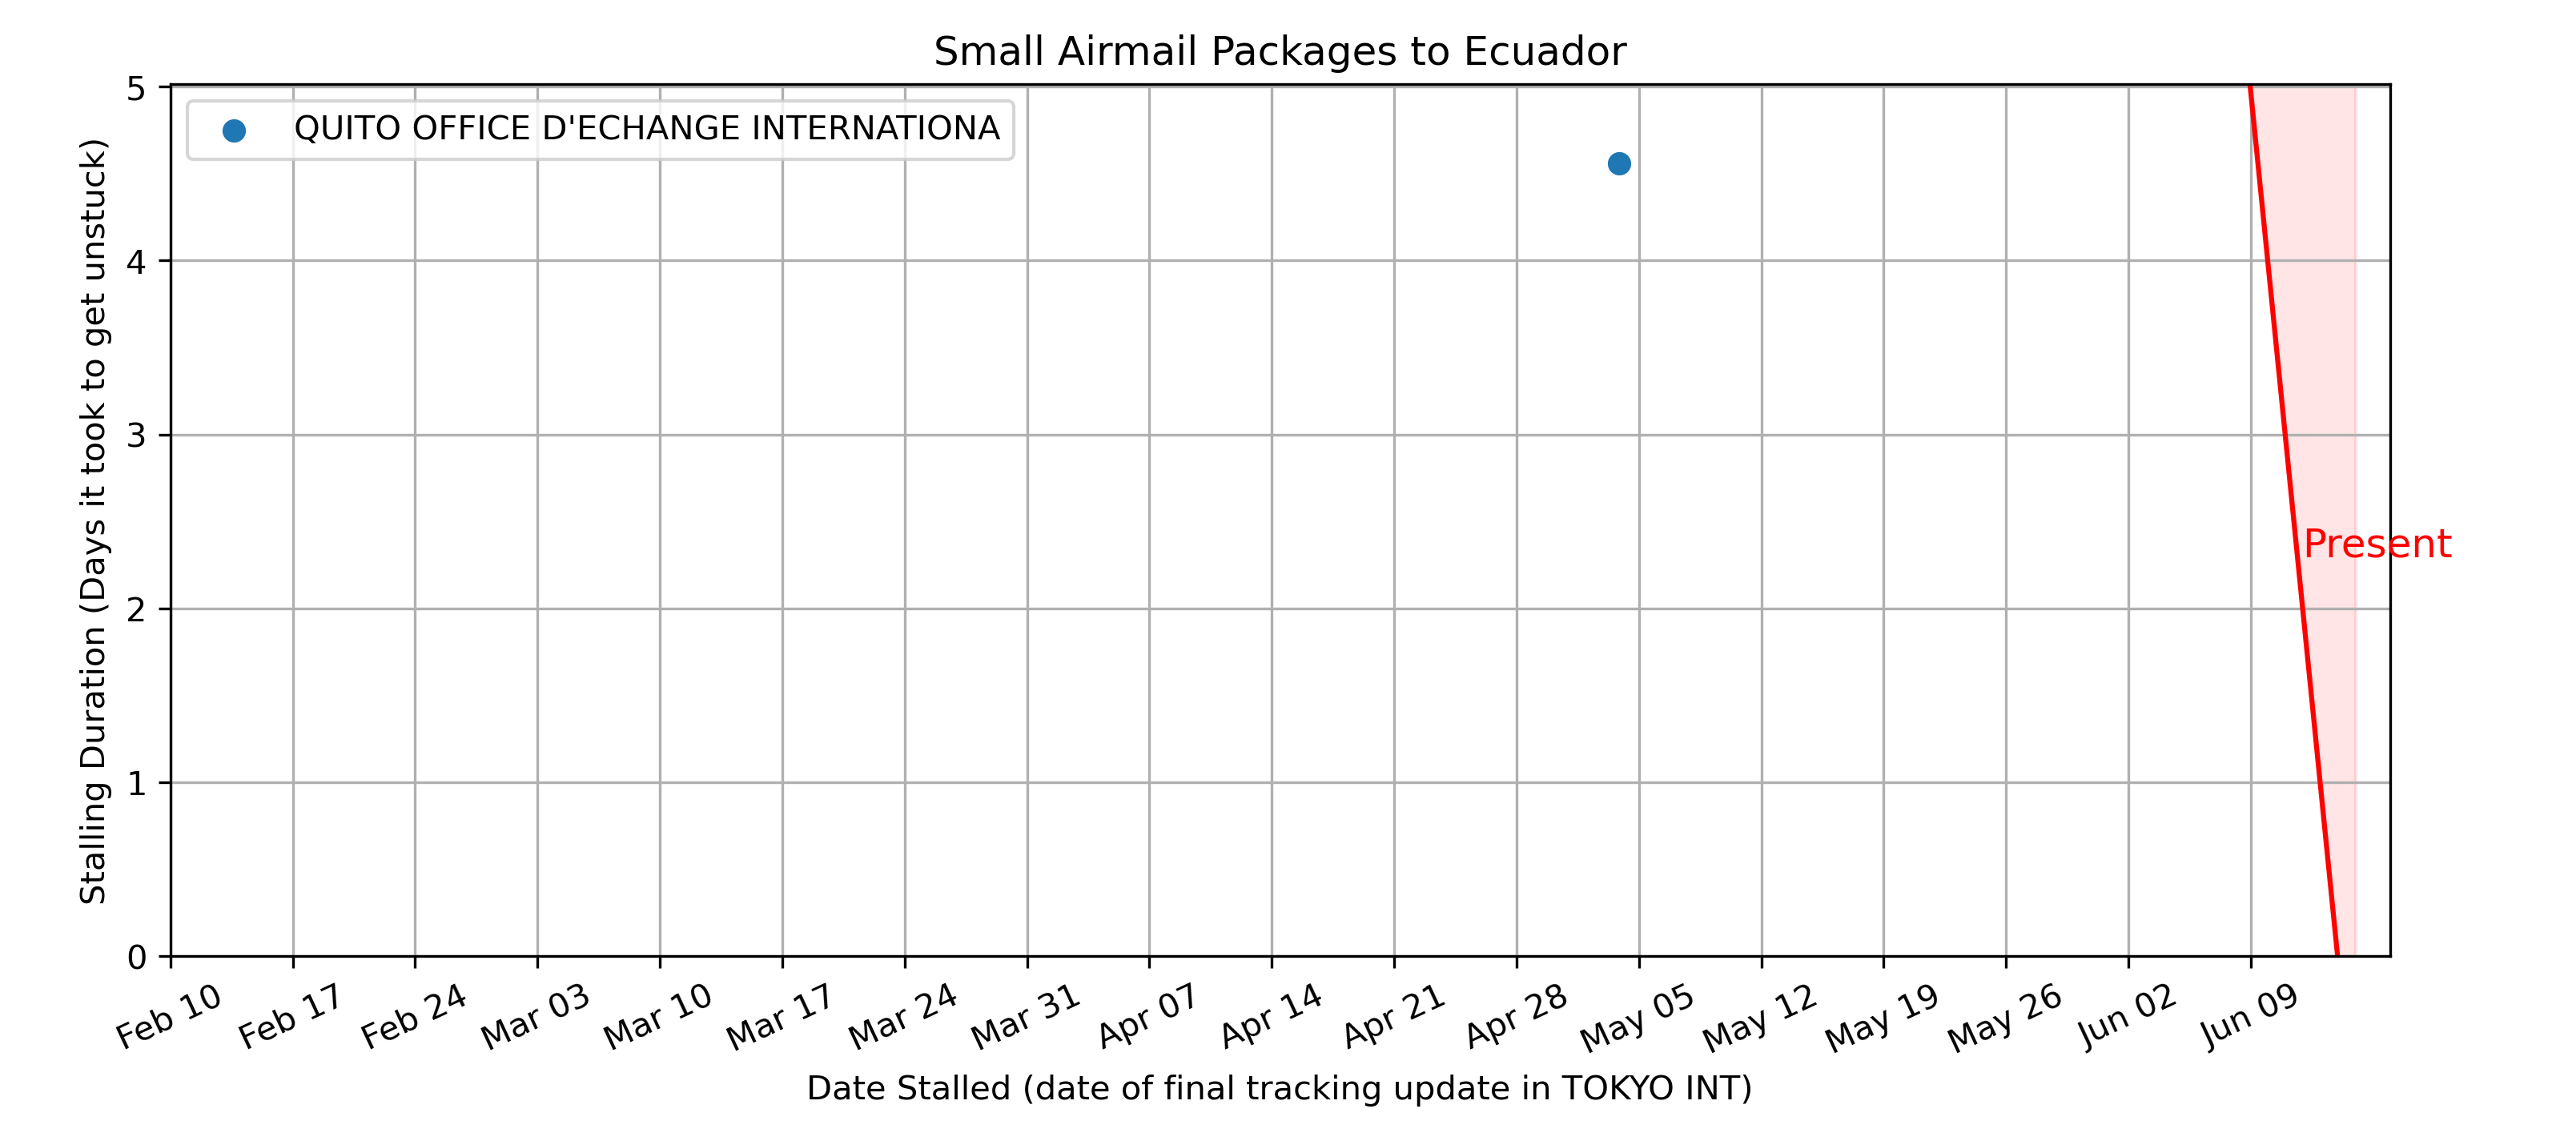 Small Airmail Packages to Ecuador
QUITO OFFICE D'ECHANGE INTERNATIONA
Stalling Duration (Days it took to get unstuck)
5
4
3
2
1
0
Present
Feb 10 Feb 17 Feb 24 Mar 03 Mar 10 Mar 17 Mar 24 Mar 31 Apr 07 Apr 14 Apr 21 Apr 28 May 05 May 12 May 19 May 26 Jun 02 Jun 09
Date Stalled (date of final tracking update in TOKYO INT)